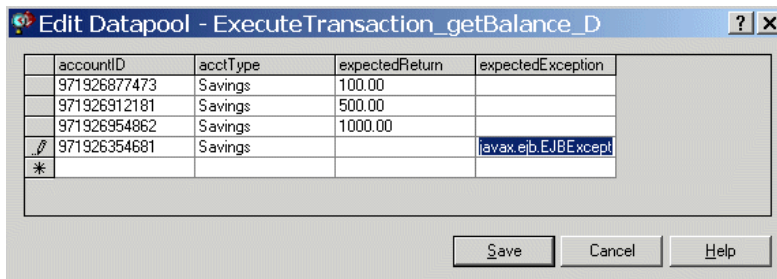 Edit Datapool - ExecuteTransaction_getBalance_D
accountID acctType expectedReturn expectedException
971926877473 Savings 100.00
971926912181 Savings 500.00
971926954862 Savings 1000.00
971926354681 Savings javax.ejb.EJBExcept
Save Cancel Help